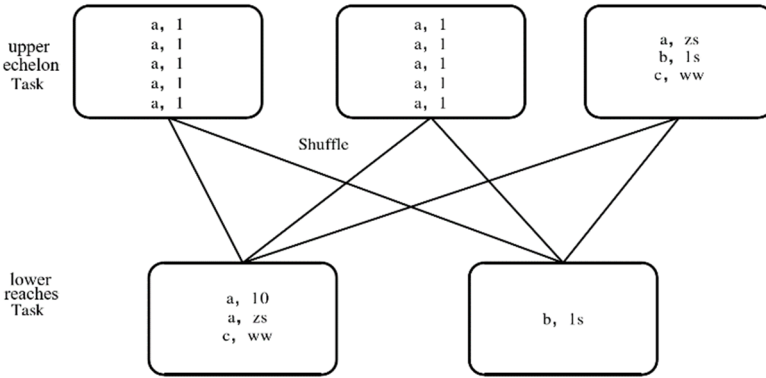 upper
echelon
Task
a, 1
a, 1
a, 1
a, 1
a, 1
a, 1
a, 1
a, 1
a, 1
a, 1
a, zs
b, 1s
c, ww
Shuffle
lower
reaches
Task
a, 10
a, zs
c, ww
b, 1s